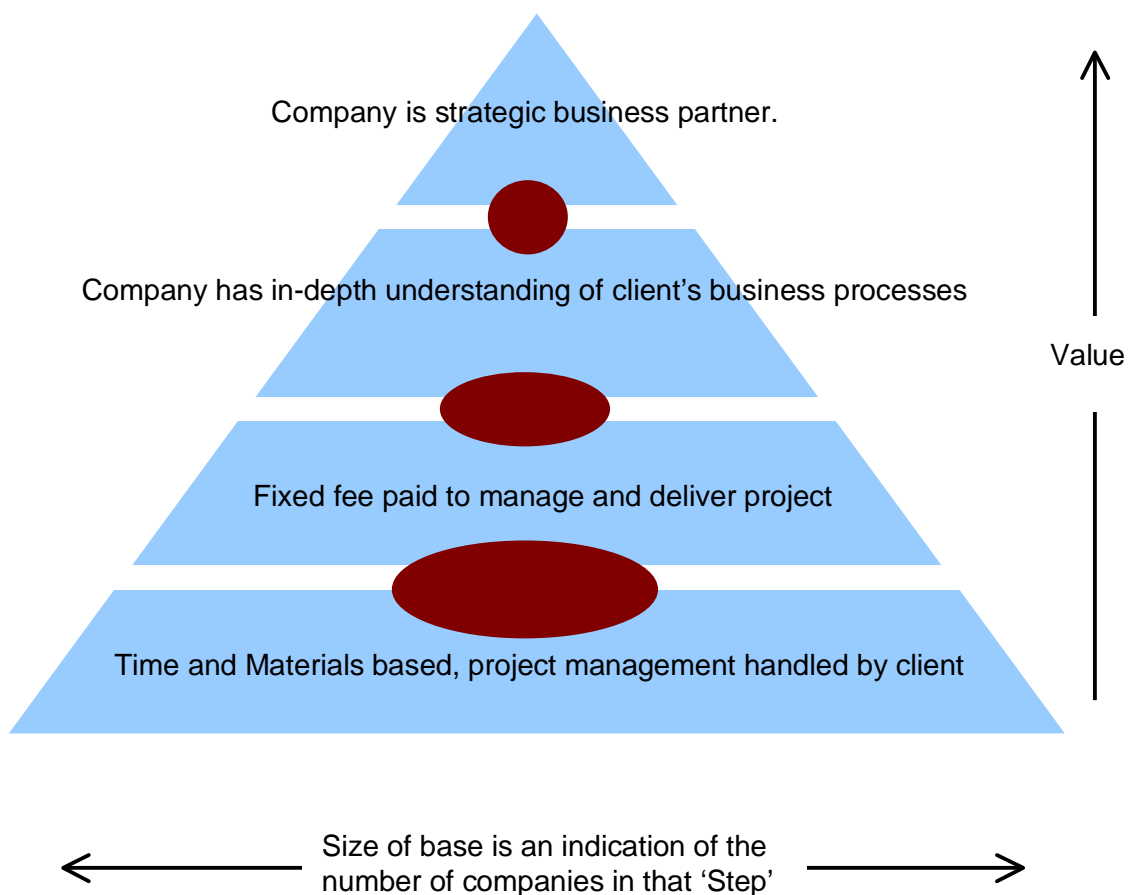 Company is strategic business partner.
Company has in-depth understanding of client’s business processes
Value
Fixed fee paid to manage and deliver project
Time and Materials based, project management handled by client
Size of base is an indication of the
number of companies in that ‘Step’